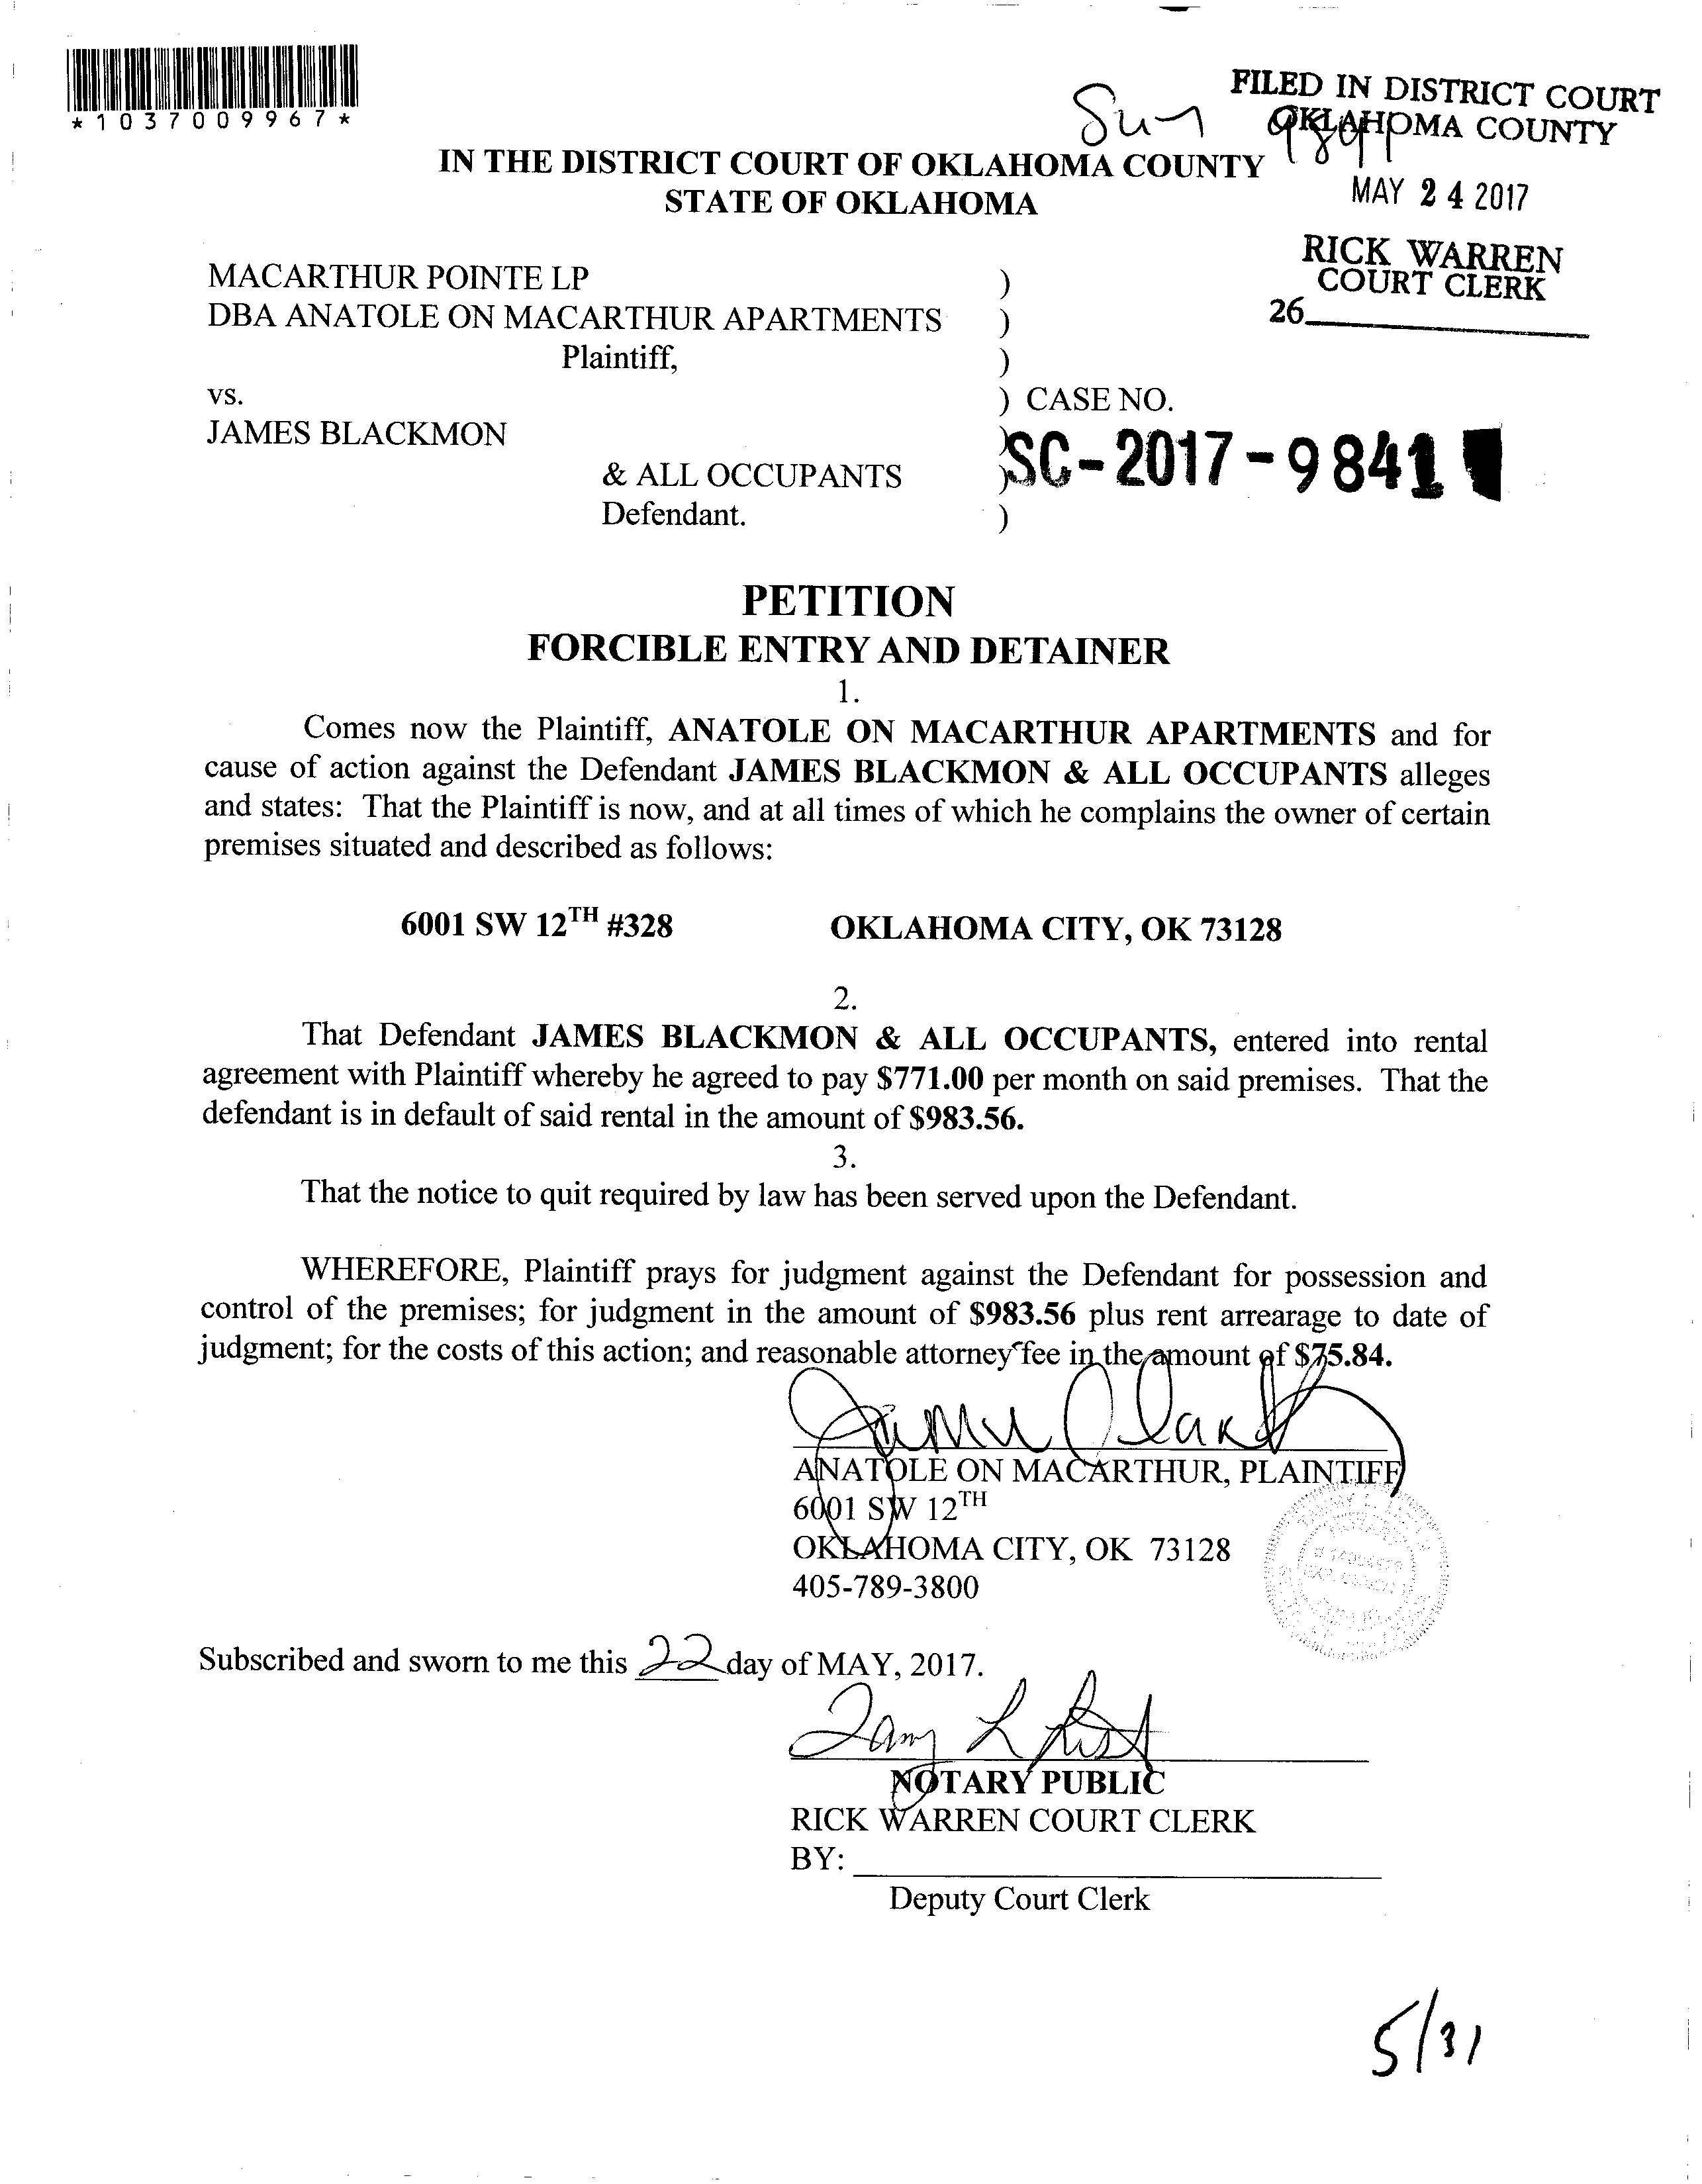 *1037009967*
FILED IN DISTRICT COURT
OKLAHOMA COUNTY
Sum
9841
IN THE DISTRICT COURT OF OKLAHOMA COUNTY
STATE OF OKLAHOMA
MAY 24 2017
RICK WARREN
COURT CLERK
26
MACARTHUR POINTE LP )
DBA ANATOLE ON MACARTHUR APARTMENTS )
Plaintiff, )
vs. ) CASE NO.
JAMES BLACKMON )
SC-2017-9841
& ALL OCCUPANTS )
Defendant. )
PETITION
FORCIBLE ENTRY AND DETAINER
1.
Comes now the Plaintiff, ANATOLE ON MACARTHUR APARTMENTS and for
cause of action against the Defendant JAMES BLACKMON & ALL OCCUPANTS alleges
and states: That the Plaintiff is now, and at all times of which he complains the owner of certain
premises situated and described as follows:
6001 SW 12TH #328 OKLAHOMA CITY, OK 73128
2.
That Defendant JAMES BLACKMON & ALL OCCUPANTS, entered into rental
agreement with Plaintiff whereby he agreed to pay $771.00 per month on said premises. That the
defendant is in default of said rental in the amount of $983.56.
3.
That the notice to quit required by law has been served upon the Defendant.
WHEREFORE, Plaintiff prays for judgment against the Defendant for possession and
control of the premises; for judgment in the amount of $983.56 plus rent arrearage to date of
judgment; for the costs of this action; and reasonable attorney fee in the amount of $75.84.
ANATOLE ON MACARTHUR, PLAINTIFF
6001 SW 12TH
OKLAHOMA CITY, OK 73128
405-789-3800
Subscribed and sworn to me this 22 day of MAY, 2017.
NOTARY PUBLIC
RICK WARREN COURT CLERK
BY:
Deputy Court Clerk
5/31